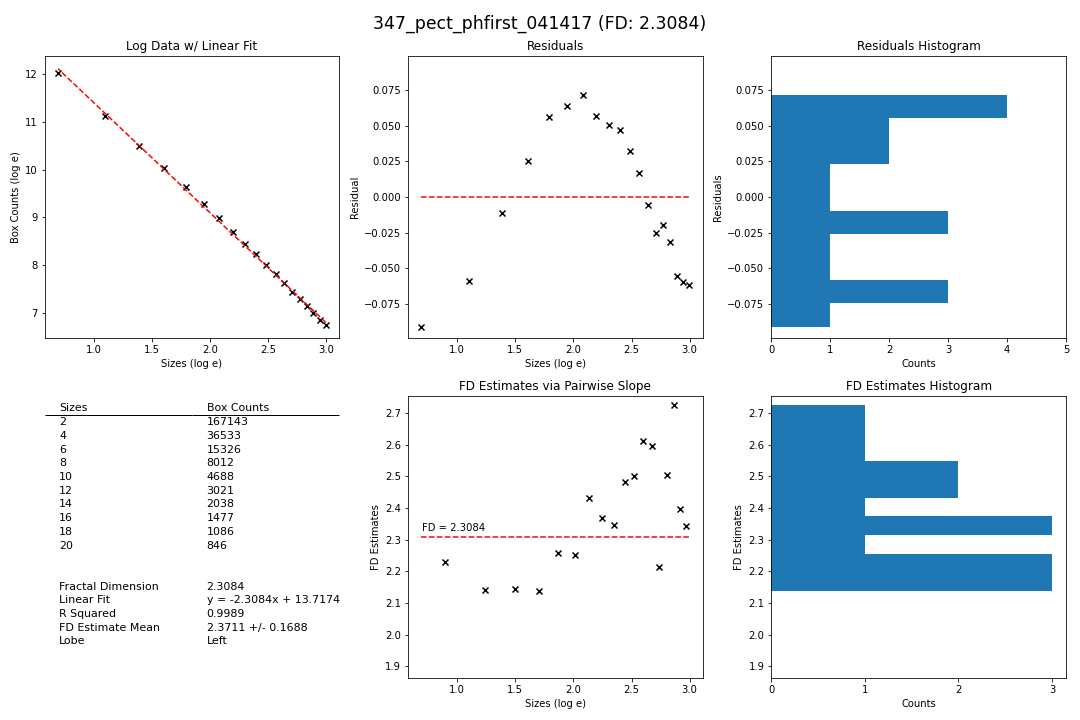 347_pect_phfirst_041417 (FD: 2.3084)
Log Data w/ Linear Fit
Box Counts (log e)
12
11
10
9
8
7
1.0 1.5 2.0 2.5 3.0
Sizes (log e)
Residuals
Residual
0.075
0.050
0.025
0.000
−0.025
−0.050
−0.075
1.0 1.5 2.0 2.5 3.0
Sizes (log e)
Residuals Histogram
Residuals
0.075
0.050
0.025
0.000
−0.025
−0.050
−0.075
0 1 2 3 4 5
Counts
Sizes Box Counts
2 167143
4 36533
6 15326
8 8012
10 4688
12 3021
14 2038
16 1477
18 1086
20 846
Fractal Dimension 2.3084
Linear Fit y = -2.3084x + 13.7174
R Squared 0.9989
FD Estimate Mean 2.3711 +/- 0.1688
Lobe Left
FD Estimates via Pairwise Slope
FD Estimates
2.7
2.6
2.5
2.4
2.3
2.2
2.1
2.0
1.9
FD = 2.3084
1.0 1.5 2.0 2.5 3.0
Sizes (log e)
FD Estimates Histogram
FD Estimates
2.7
2.6
2.5
2.4
2.3
2.2
2.1
2.0
1.9
0 1 2 3
Counts